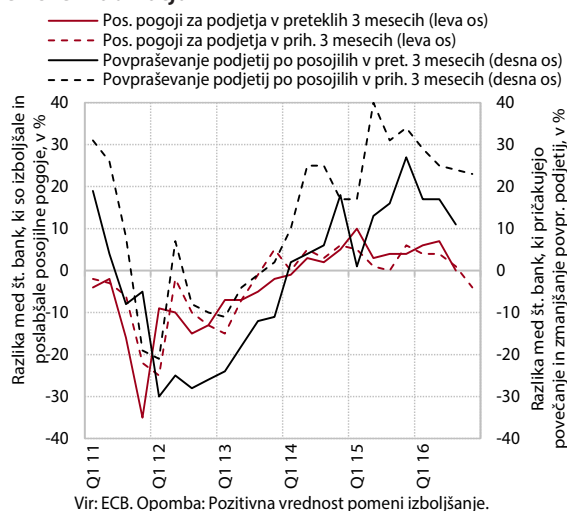 Pos. pogoji za podjetja v preteklih 3 mesecih (leva os)
Pos. pogoji za podjetja v prih. 3 mesecih (leva os)
Povpraševanje podjetij po posojilih v pret. 3 mesecih (desna os)
Povpraševanje podjetij po posojilih v prih. 3 mesecih (desna os)
Razlika med št. bank, ki so izboljšale in
poslabšale posojilne pogoje, v %
40
30
20
10
0
-10
-20
-30
-40
40
30
20
10
0
-10
-20
-30
-40
Razlika med št. bank, ki pričakujejo
povečanje in zmanjšanje povpr. podjetij, v %
Q1 11
Q1 12
Q1 13
Q1 14
Q1 15
Q1 16
Vir: ECB. Opomba: Pozitivna vrednost pomeni izboljšanje.